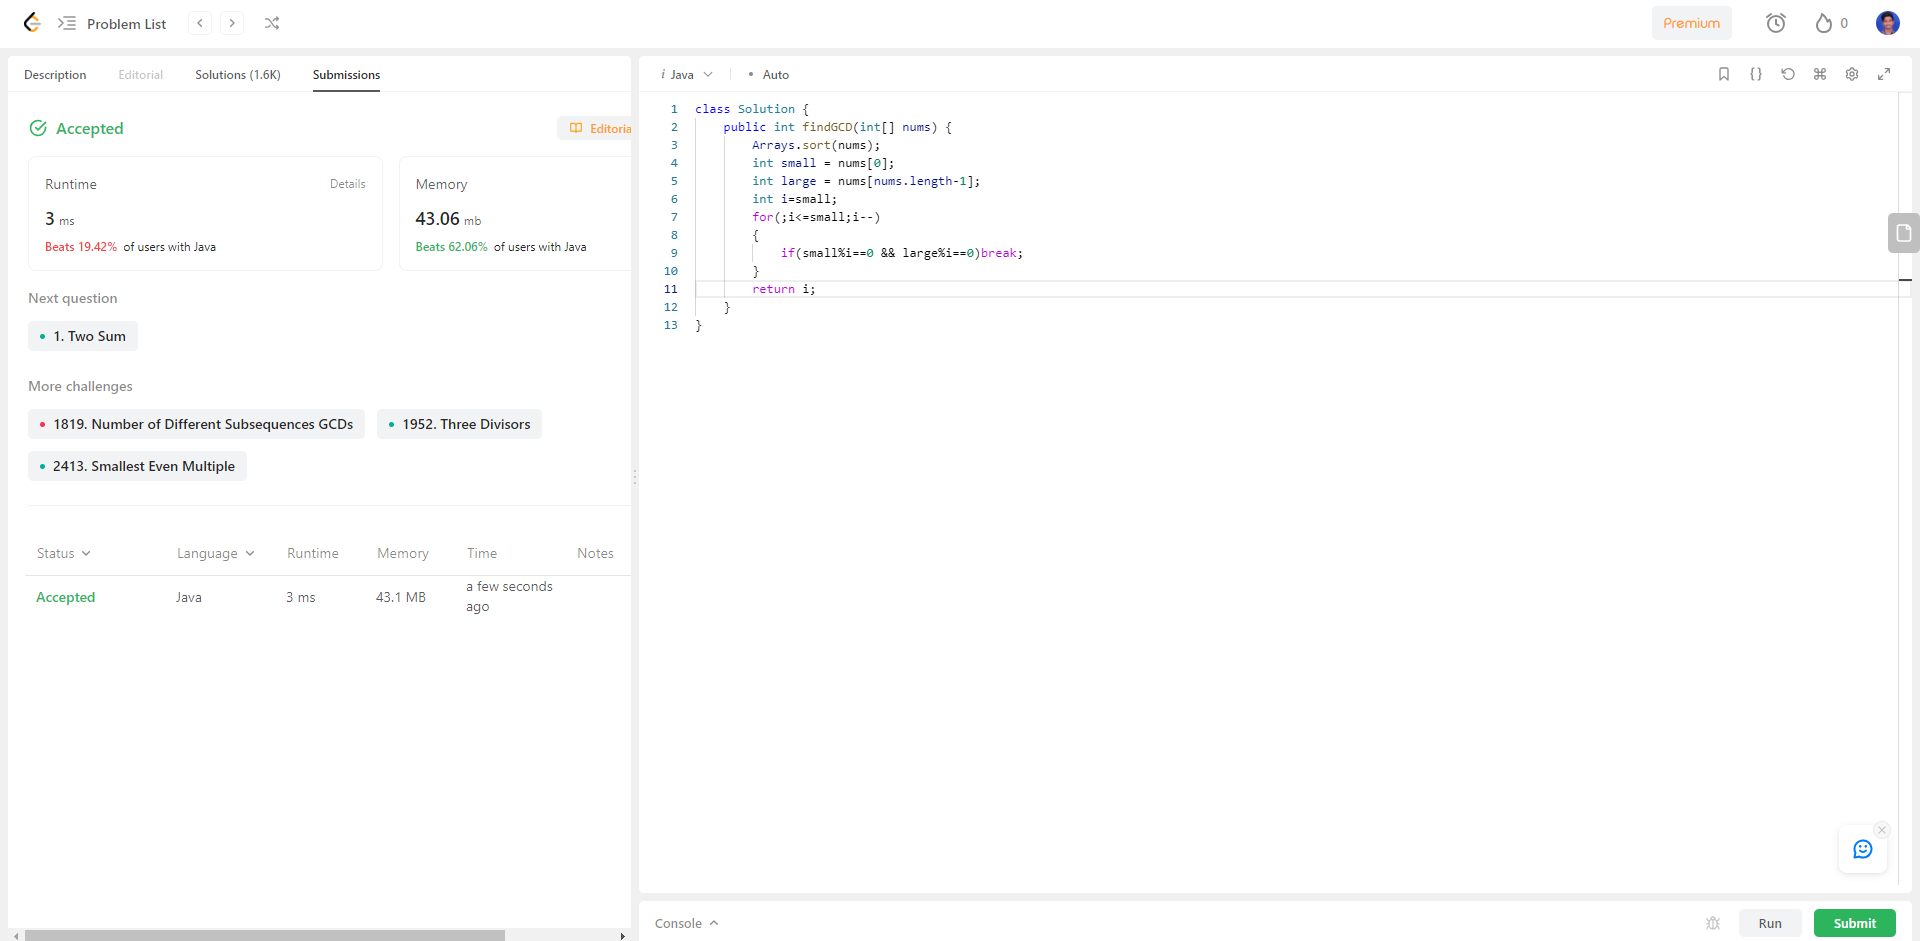 Problem List
Premium
0
Description Editorial Solutions (1.6K) Submissions
Accepted
Editoria
Runtime
Details
3 ms
Beats 19.42% of users with Java
Memory
43.06 mb
Beats 62.06% of users with Java
Next question
1. Two Sum
More challenges
1819. Number of Different Subsequences GCDs
1952. Three Divisors
2413. Smallest Even Multiple
Status Language Runtime Memory Time Notes
Accepted Java 3 ms 43.1 MB a few seconds
ago
i Java • Auto
1 class Solution {
2 public int findGCD(int[] nums) {
3 Arrays.sort(nums);
4 int small = nums[0];
5 int large = nums[nums.length-1];
6 int i=small;
7 for(;i<=small;i--)
8 {
9 if(small%i==0 && large%i==0)break;
10 }
11 return i;
12 }
13 }
Console
Run
Submit